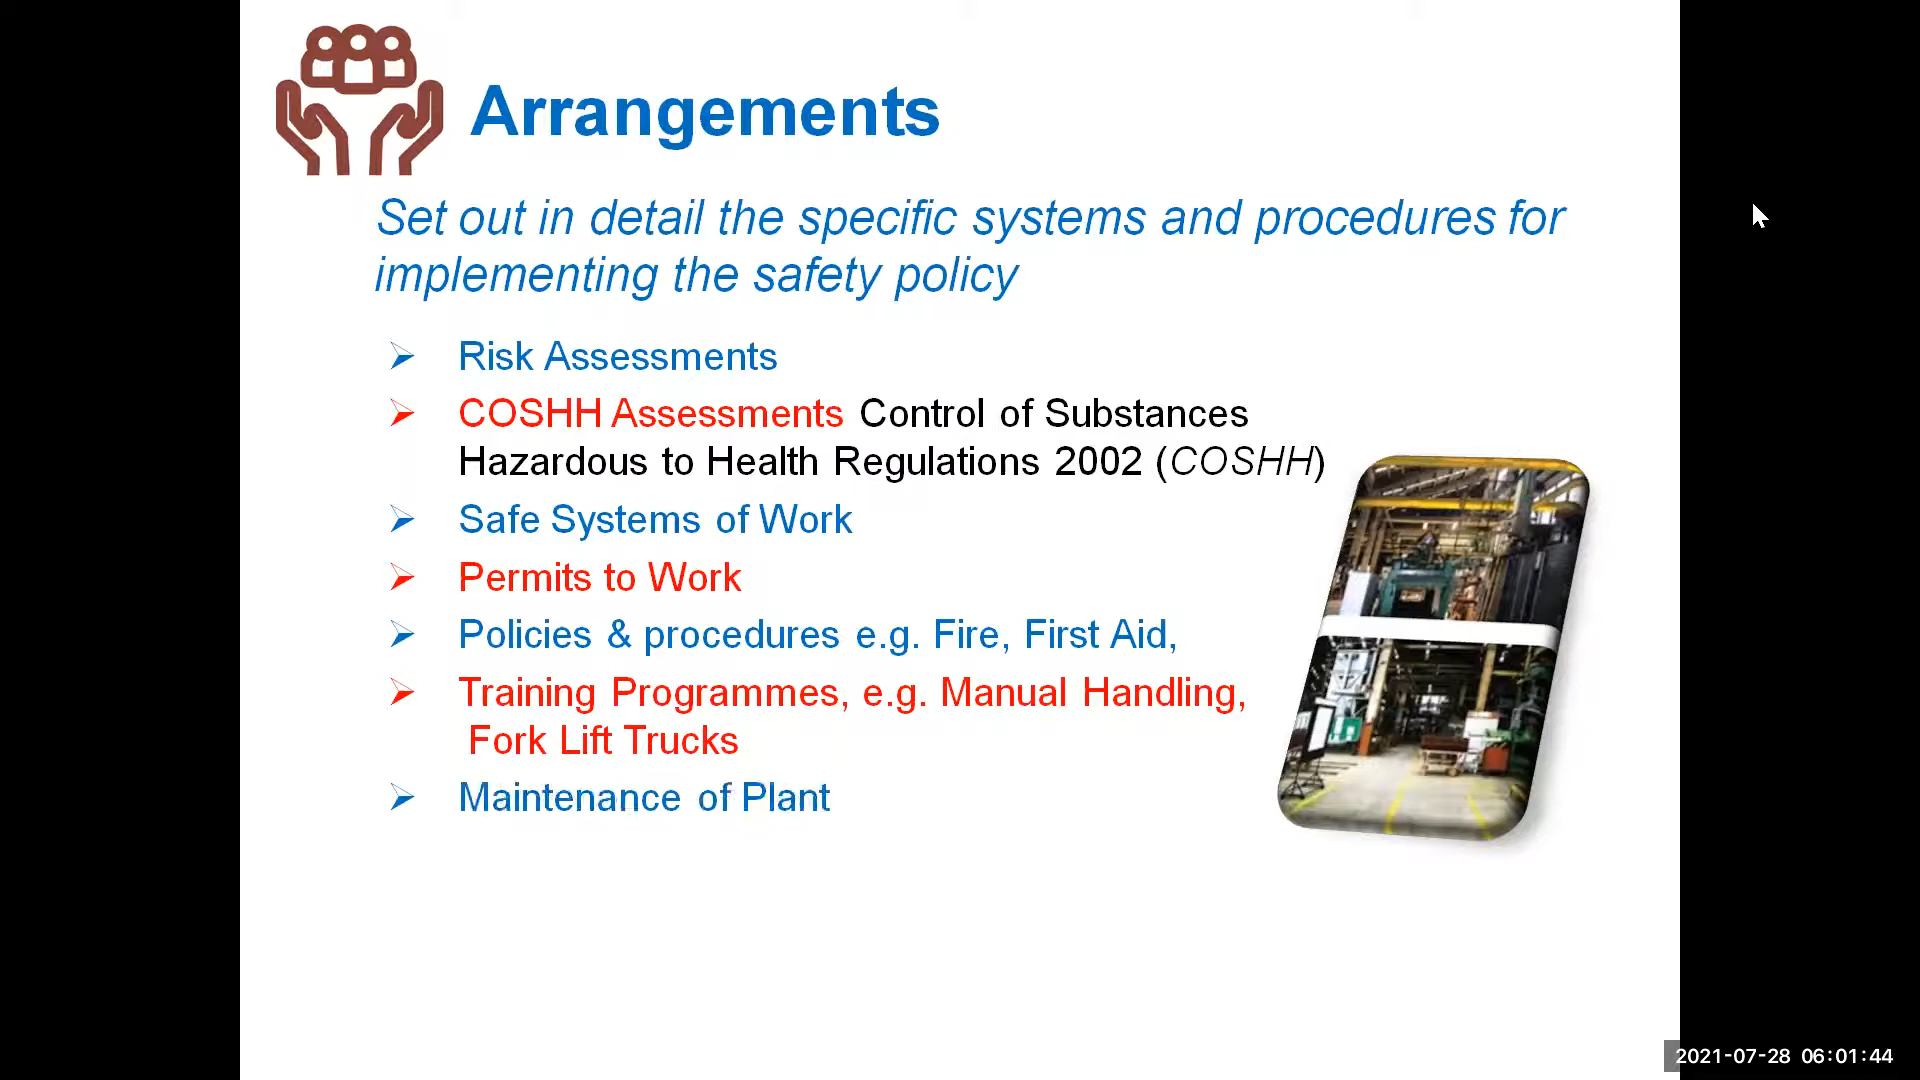 Arrangements
Set out in detail the specific systems and procedures for
implementing the safety policy
Risk Assessments
COSHH Assessments Control of Substances
Hazardous to Health Regulations 2002 (COSHH)
Safe Systems of Work
Permits to Work
Policies & procedures e.g. Fire, First Aid,
Training Programmes, e.g. Manual Handling,
Fork Lift Trucks
Maintenance of Plant
2021-07-28 06:01:44